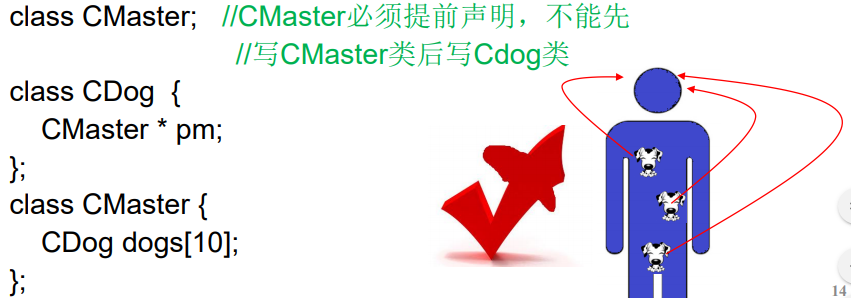 class CMaster; //CMaster必须提前声明，不能先
//写CMaster类后写Cdog类
class CDog {
CMaster * pm;
};
class CMaster {
CDog dogs[10];
};
14